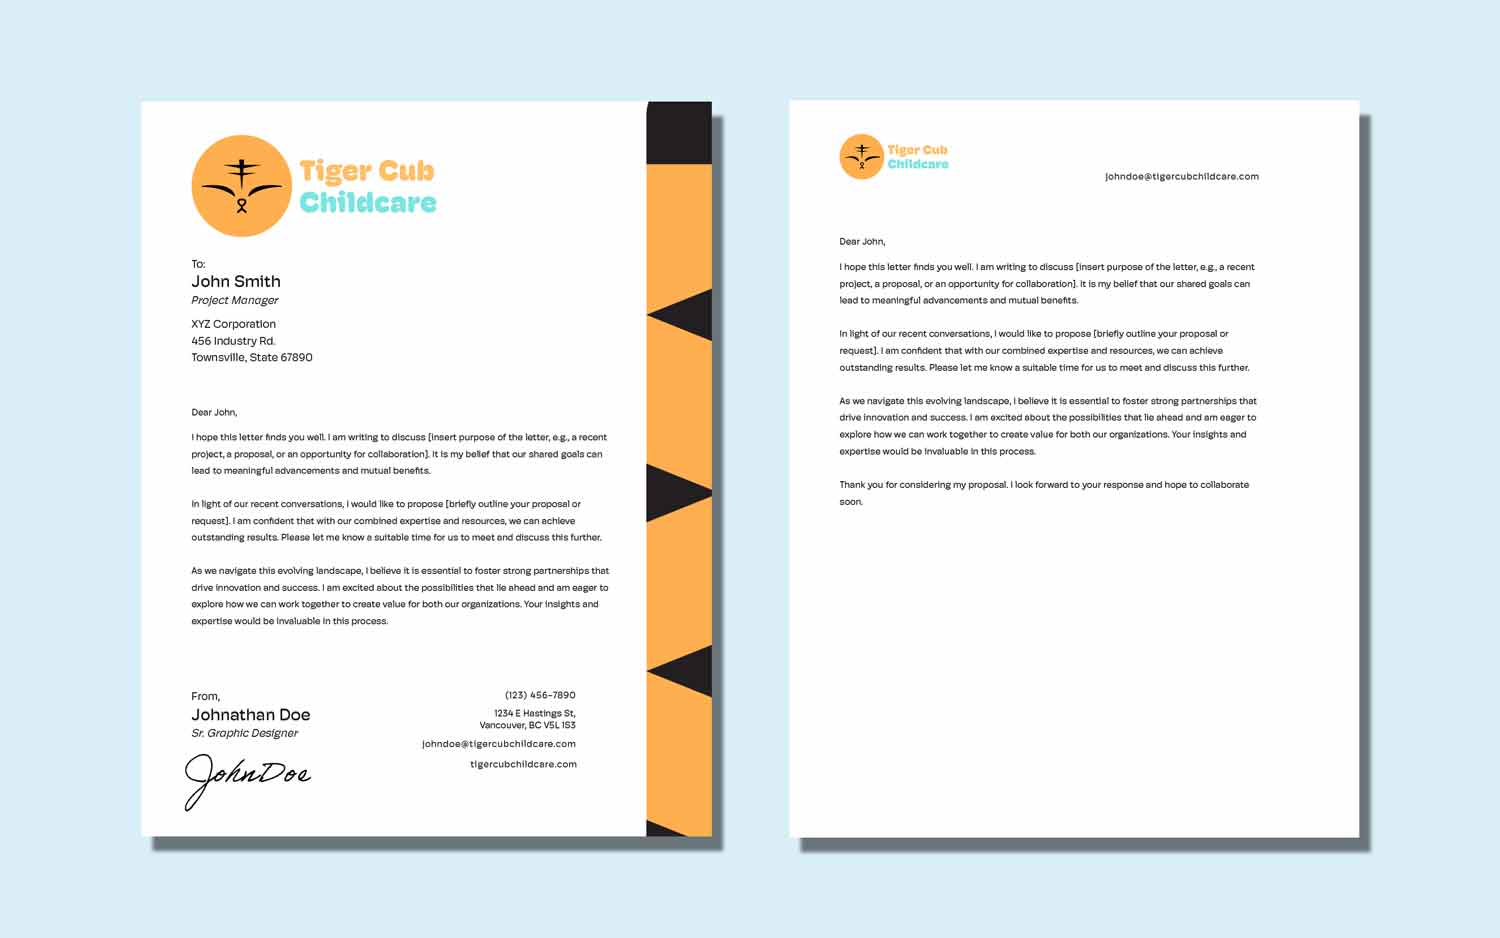 Tiger Cub
Childcare
To:
John Smith
Project Manager
XYZ Corporation
456 Industry Rd.
Townsville, State 67890
Dear John,
I hope this letter finds you well. I am writing to discuss [insert purpose of the letter, e.g., a recent
project, a proposal, or an opportunity for collaboration]. It is my belief that our shared goals can
lead to meaningful advancements and mutual benefits.
In light of our recent conversations, I would like to propose [briefly outline your proposal or
request]. I am confident that with our combined expertise and resources, we can achieve
outstanding results. Please let me know a suitable time for us to meet and discuss this further.
As we navigate this evolving landscape, I believe it is essential to foster strong partnerships that
drive innovation and success. I am excited about the possibilities that lie ahead and am eager to
explore how we can work together to create value for both our organizations. Your insights and
expertise would be invaluable in this process.
From,
Johnathan Doe
Sr. Graphic Designer
JohnDoe
(123) 456-7890
1234 E Hastings St,
Vancouver, BC V5L 1S3
johndoe@tigercubchildcare.com
tigercubchildcare.com
Tiger Cub
Childcare
johndoe@tigercubchildcare.com
Dear John,
I hope this letter finds you well. I am writing to discuss [insert purpose of the letter, e.g., a recent
project, a proposal, or an opportunity for collaboration]. It is my belief that our shared goals can
lead to meaningful advancements and mutual benefits.
In light of our recent conversations, I would like to propose [briefly outline your proposal or
request]. I am confident that with our combined expertise and resources, we can achieve
outstanding results. Please let me know a suitable time for us to meet and discuss this further.
As we navigate this evolving landscape, I believe it is essential to foster strong partnerships that
drive innovation and success. I am excited about the possibilities that lie ahead and am eager to
explore how we can work together to create value for both our organizations. Your insights and
expertise would be invaluable in this process.
Thank you for considering my proposal. I look forward to your response and hope to collaborate
soon.